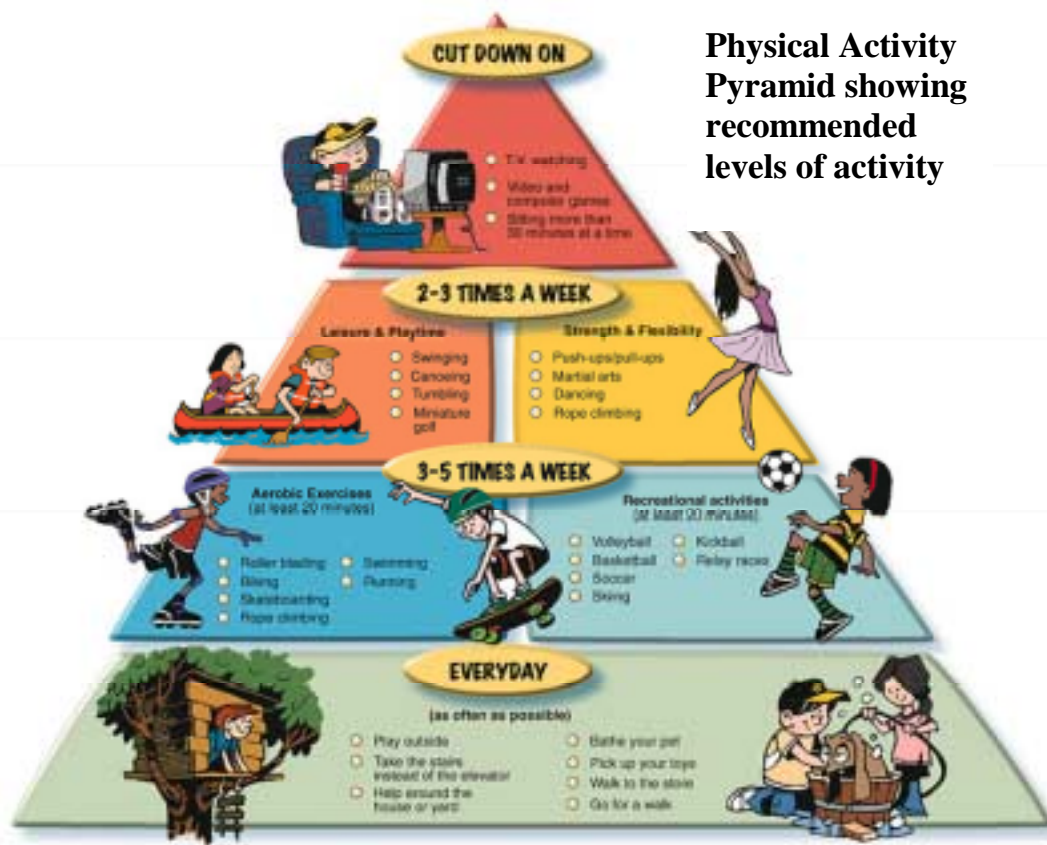 CUT DOWN ON
Physical Activity
Pyramid showing
recommended
levels of activity
T.V. watching
Video and
computer games
Sitting more than
30 minutes at a time
2-3 TIMES A WEEK
Leisure & Playtime
Swinging
Canoeing
Tumbling
Miniature
golf
Strength & Flexibility
Push-ups/pull-ups
Martial arts
Dancing
Rope climbing
3-5 TIMES A WEEK
Aerobic Exercises
(at least 20 minutes)
Roller blading
Biking
Skateboarding
Rope climbing
Swimming
Running
Recreational activities
(at least 20 minutes)
Volleyball
Basketball
Soccer
Skiing
Kickball
Relay races
EVERYDAY
(as often as possible)
Play outside
Take the stairs
instead of the elevator
Help around the
house or yard
Bathe your pet
Pick up your toys
Walk to the store
Go for a walk